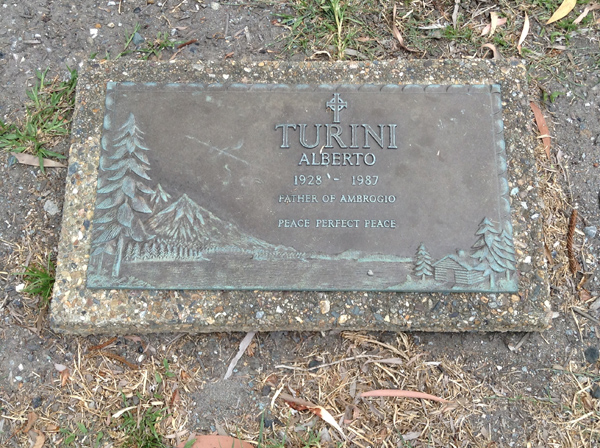 TURINI
ALBERTO
1928 - 1987
FATHER OF AMBROGIO
PEACE PERFECT PEACE